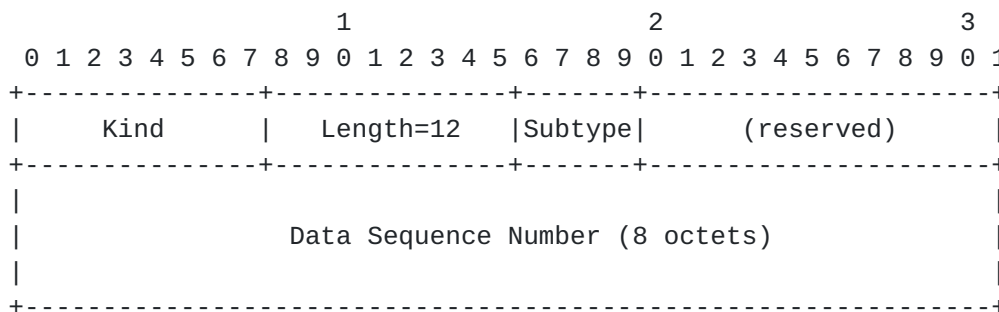 1                   2                   3
 0 1 2 3 4 5 6 7 8 9 0 1 2 3 4 5 6 7 8 9 0 1 2 3 4 5 6 7 8 9 0 1
+---------------+---------------+-------+----------------------+
|     Kind      |   Length=12   |Subtype|      (reserved)      |
+---------------+---------------+-------+----------------------+
|                                                              |
|                 Data Sequence Number (8 octets)              |
|                                                              |
+--------------------------------------------------------------+